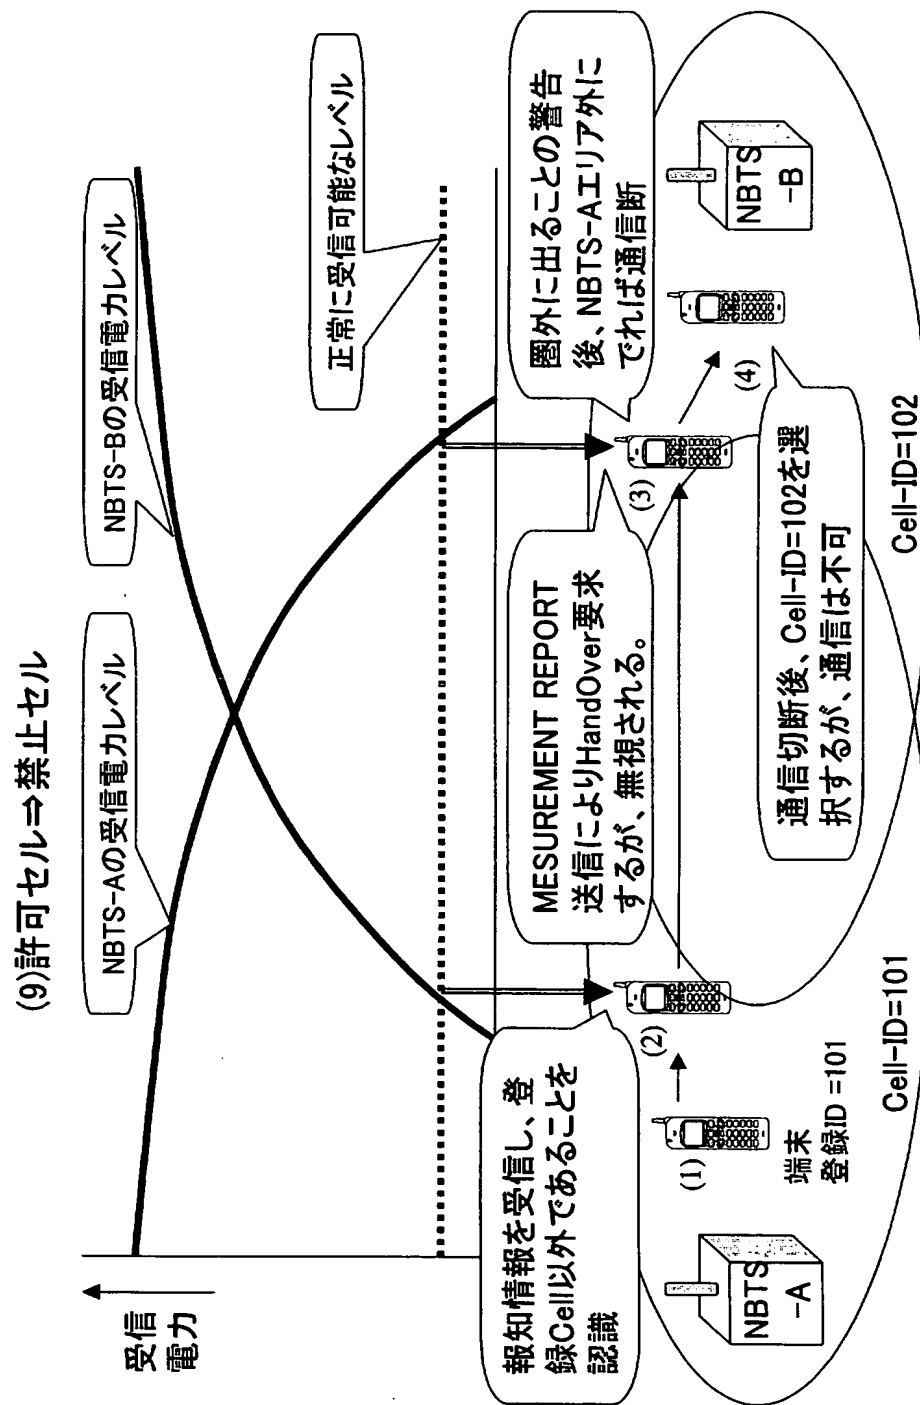 (9)許可セル⇒禁止セル
受信
電力
NBTS-Aの受信電力レベル
NBTS-Bの受信電力レベル
正常に受信可能なレベル
報知情報を受信し、登
録Cell以外であることを
認識
MESUREMENT REPORT
送信によりHandOver要求
するが、無視される。
圏外に出ることの警告
後、NBTS-Aエリア外に
でれば通信断
NBTS
-A
(1)
端末
登録ID =101
(2)
(3)
(4)
NBTS
-B
通信切断後、Cell-ID=102を選
択するが、通信は不可
Cell-ID=101
Cell-ID=102